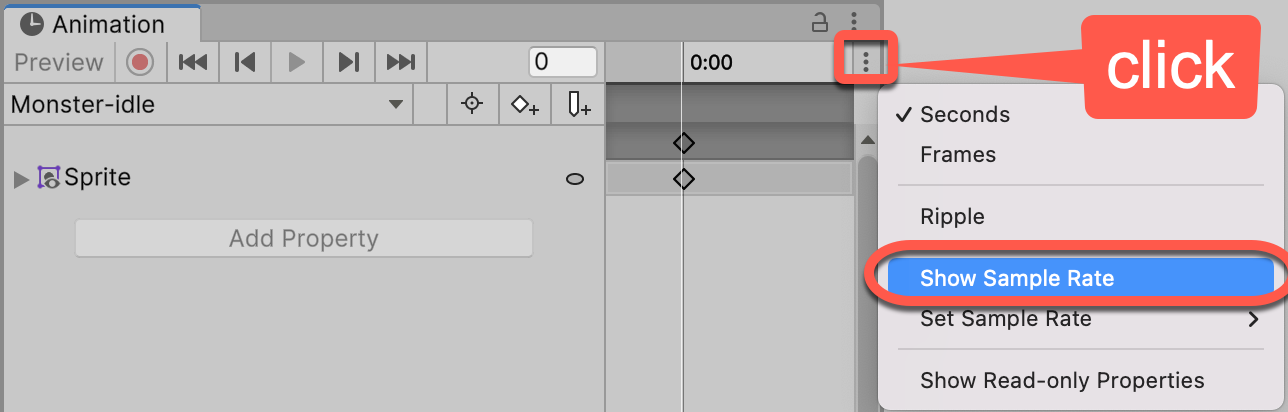 Animation
Preview
0
0:00
click
Monster-idle
Seconds
Frames
Sprite
Ripple
Add Property
Show Sample Rate
Set Sample Rate
Show Read-only Properties